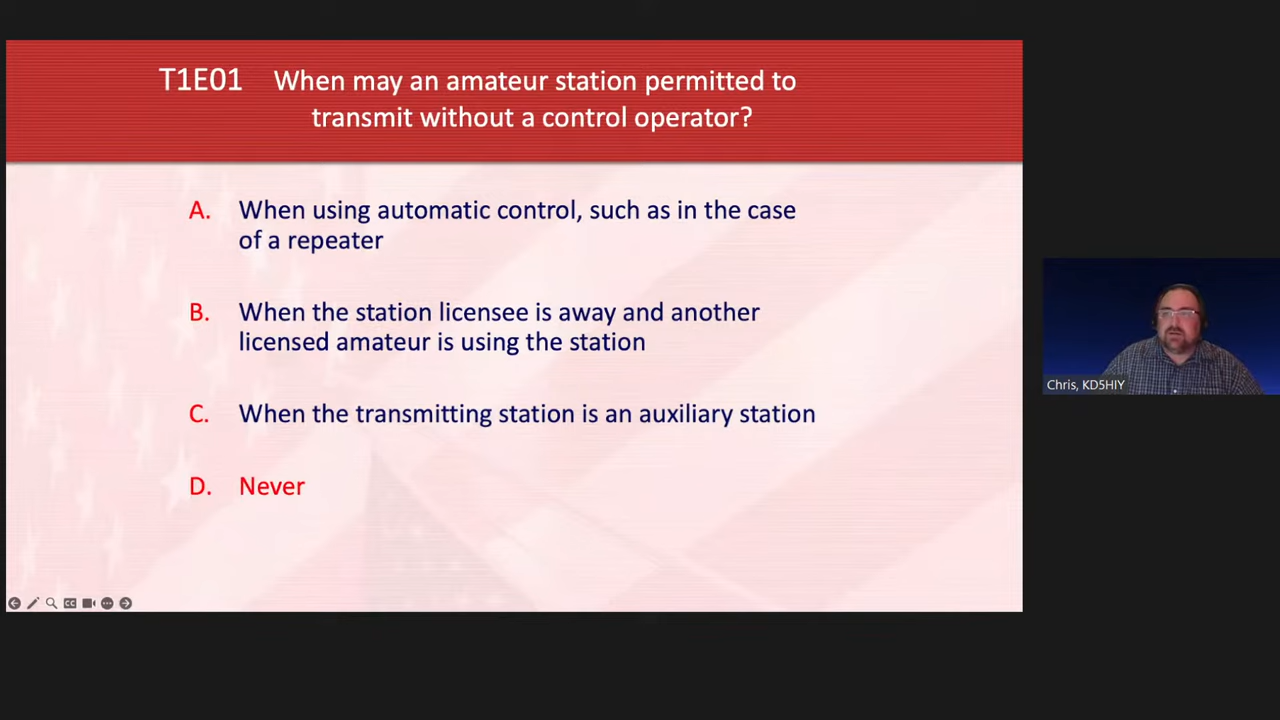 T1E01 When may an amateur station permitted to
transmit without a control operator?
A. When using automatic control, such as in the case
of a repeater
B. When the station licensee is away and another
licensed amateur is using the station
C. When the transmitting station is an auxiliary station
D. Never
Chris, KD5HIY
CC